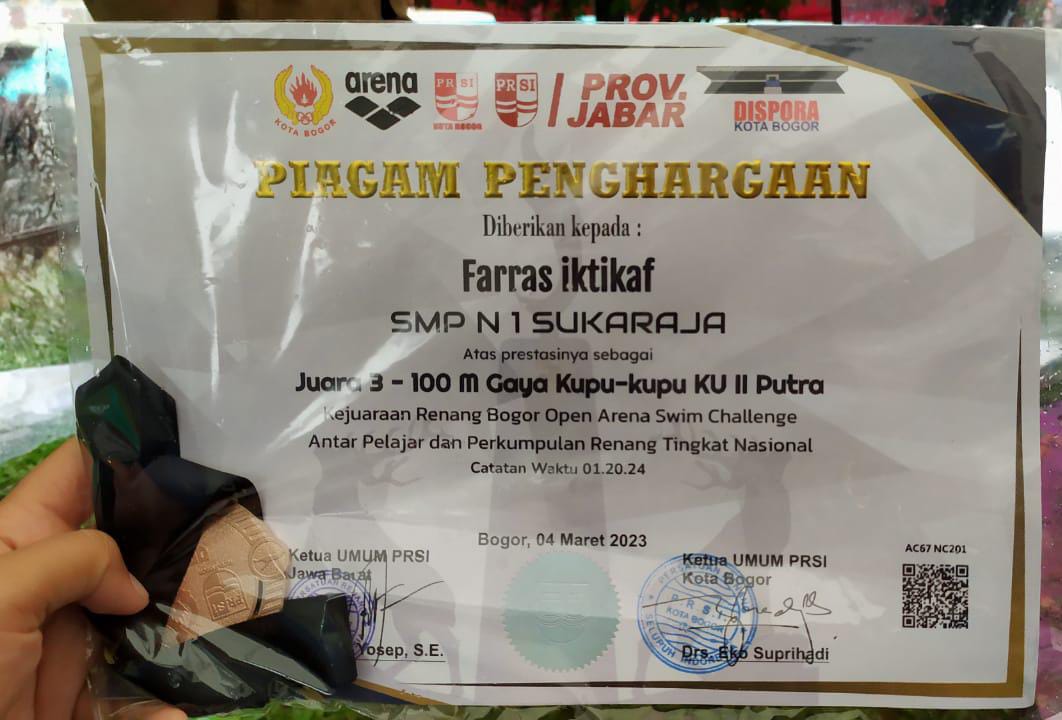 KOTA BOGOR
arena
PRSI
KOTA BOGOR
PRSI
PROV.
JABAR
DISPORA
KOTA BOGOR
PIAGAM PENGHARGAAN
Diberikan kepada :
Farras iktikaf
SMP N 1 SUKARAJA
Atas prestasinya sebagai
Juara 3 - 100 M Gaya Kupu-kupu KU II Putra
Kejuaraan Renang Bogor Open Arena Swim Challenge
Antar Pelajar dan Perkumpulan Renang Tingkat Nasional
Catatan Waktu 01.20.24
Bogor, 04 Maret 2023
Ketua UMUM PRSI
Jawa Barat
Yosep, S.E.
Ketua UMUM PRSI
Kota Bogor
PRSI
KOTA BOGOR
Drs. Eko Suprihadi
AC67 NC201